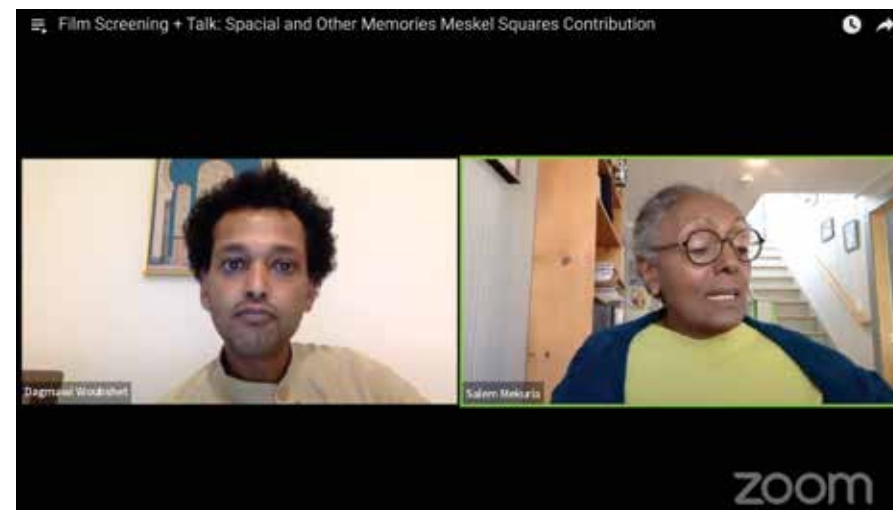 Film Screening + Talk: Spacial and Other Memories Meskel Squares Contribution
Dagmawi Woubshet
Salem Mekuria
zoom